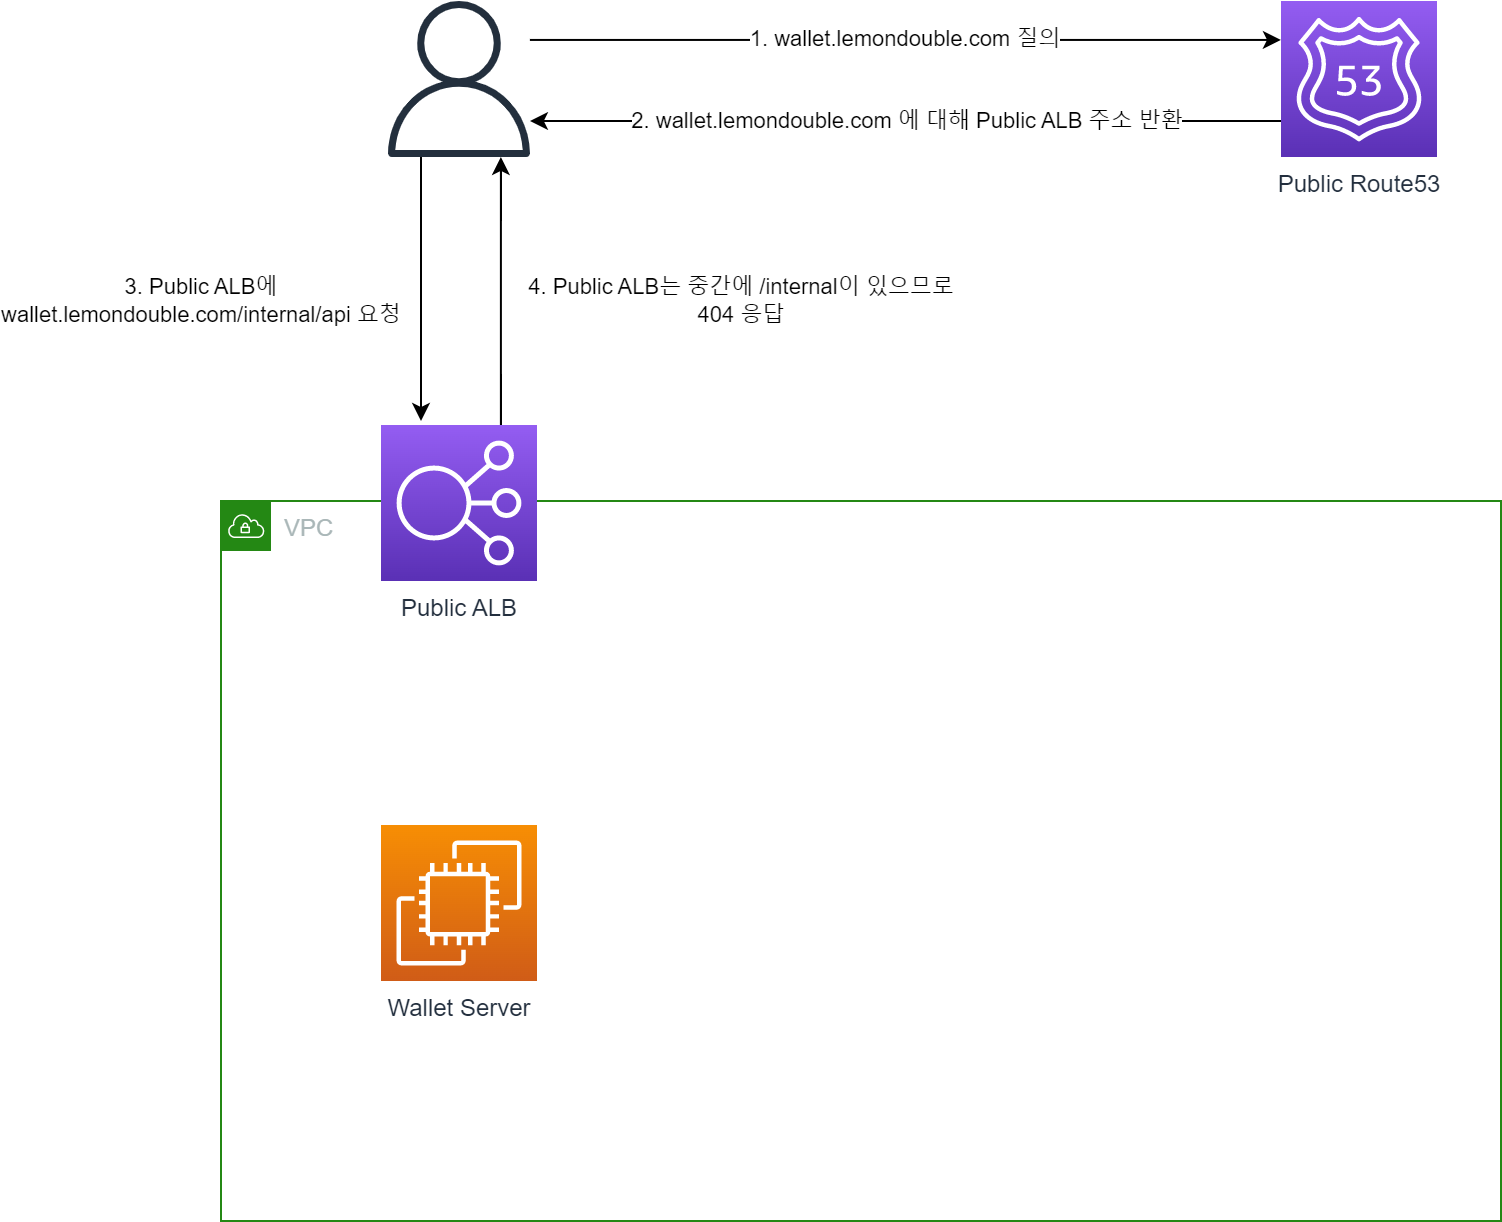 1. wallet.lemondouble.com 질의
53
2. wallet.lemondouble.com 에 대해 Public ALB 주소 반환
Public Route53
3. Public ALB에
wallet.lemondouble.com/internal/api 요청
4. Public ALB는 중간에 /internal이 있으므로
404 응답
VPC
Public ALB
Wallet Server